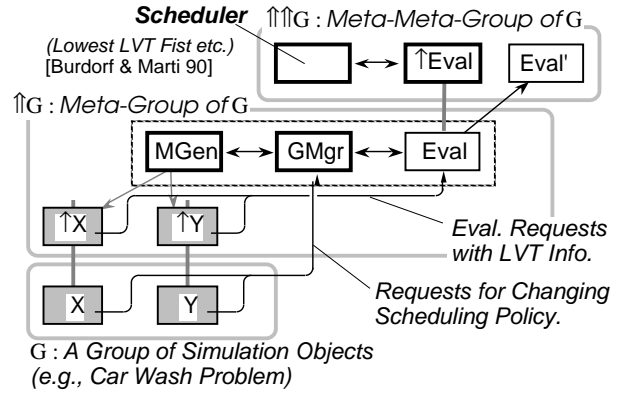 Scheduler
⇑⇑G : Meta-Meta-Group of G
(Lowest LVT Fist etc.)
[Burdorf & Marti 90]
↑Eval
Eval'
⇑G : Meta-Group of G
MGen
GMgr
Eval
↑X
↑Y
Eval. Requests
with LVT Info.
X
Y
Requests for Changing
Scheduling Policy.
G : A Group of Simulation Objects
(e.g., Car Wash Problem)